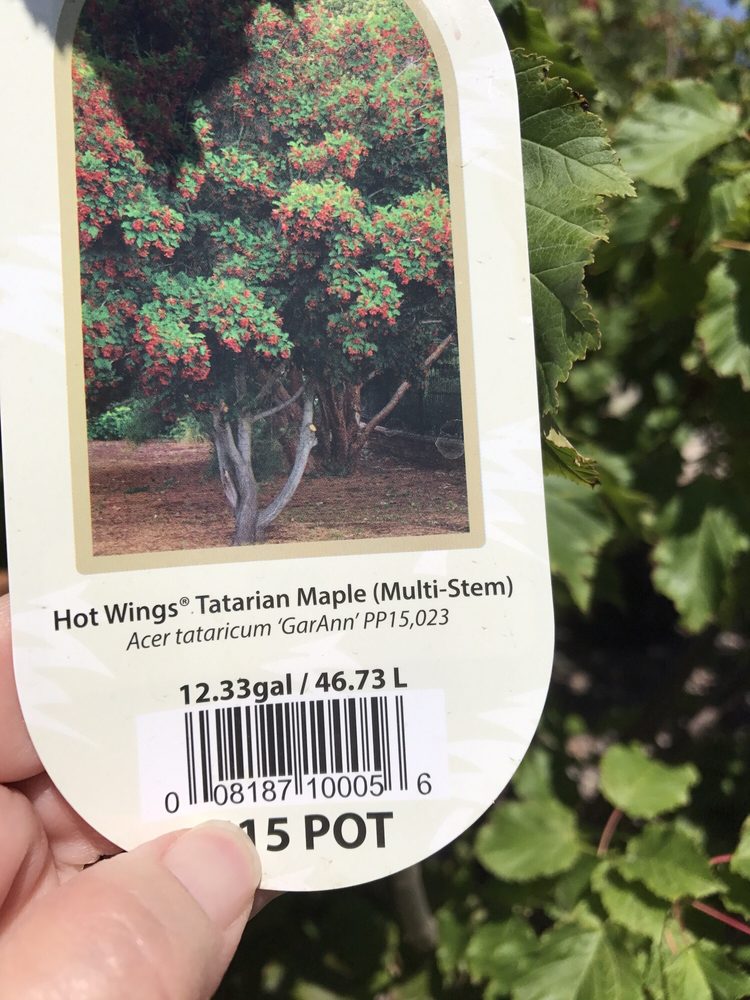 Hot Wings® Tatarian Maple (Multi-Stem)
Acer tataricum ‘GarAnn’ PP15,023
12.33gal / 46.73 L
0 08187 10005 6
15 POT